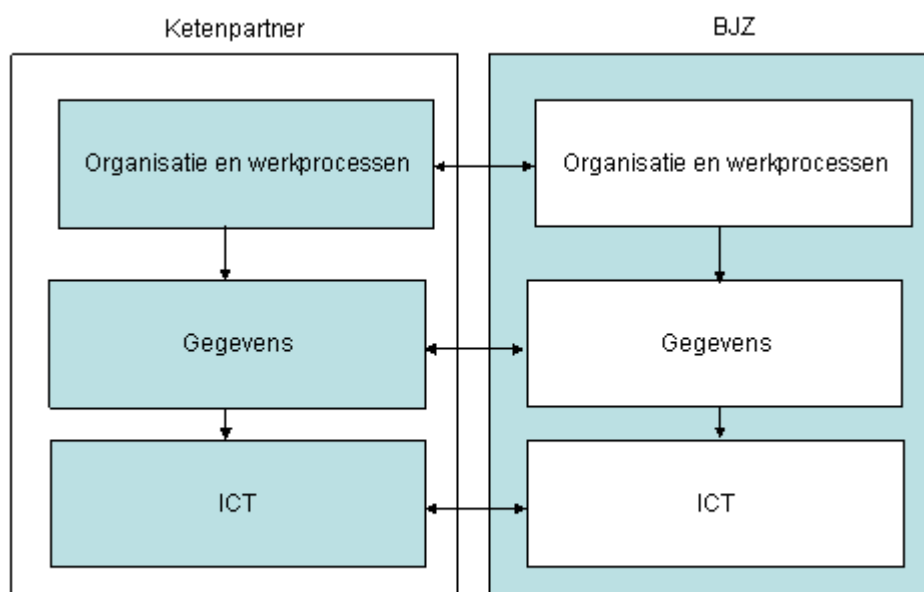 Ketenpartner
BJZ
Organisatie en werkprocessen
Organisatie en werkprocessen
Gegevens
Gegevens
ICT
ICT